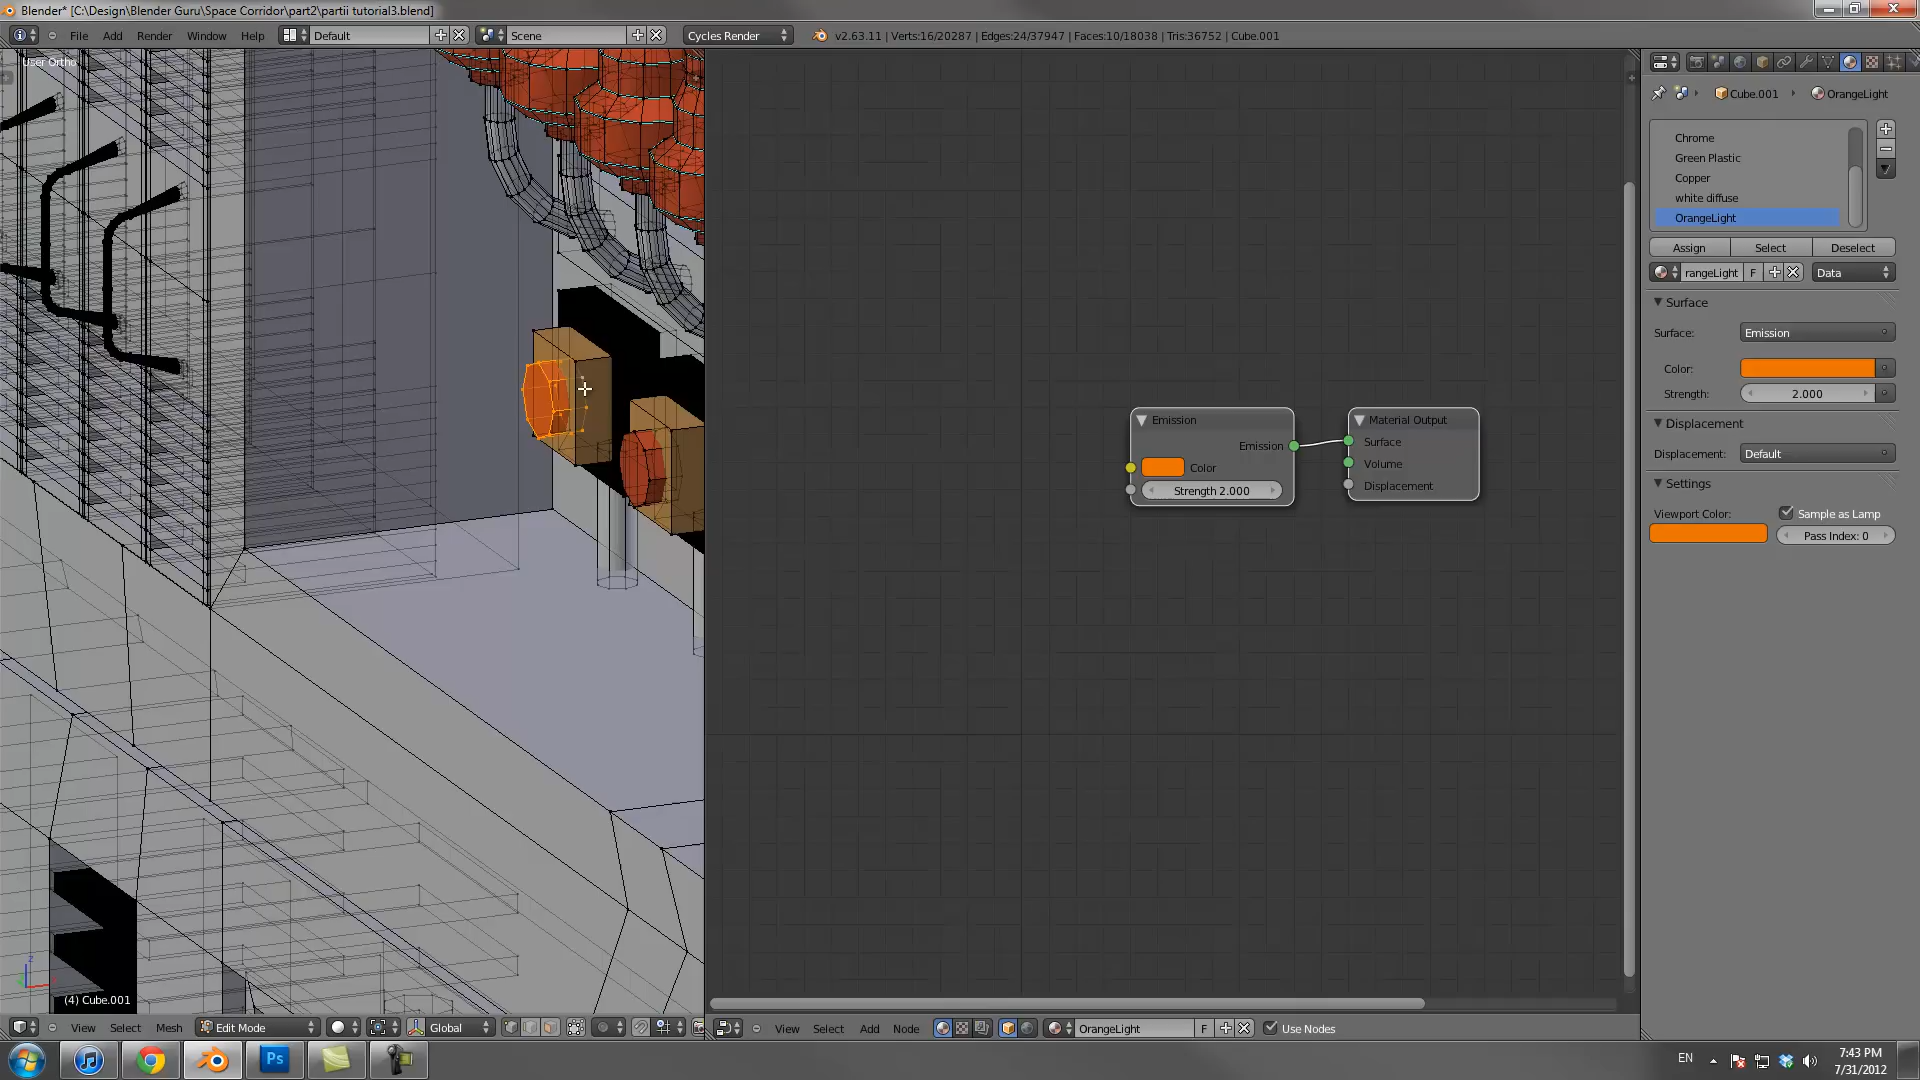 Blender* [C:\Design\Blender Guru\Space Corridor\part2\partii tutorial3.blend]
File Add Render Window Help Default Scene Cycles Render v2.63.11 | Verts:16/20287 | Edges:24/37947 | Faces:10/18038 | Tris:36752 | Cube.001
User Ortho
Cube.001 OrangeLight
Chrome
Green Plastic
Copper
white diffuse
OrangeLight
Assign Select Deselect
rangeLight F Data
Surface
Surface: Emission
Color:
Strength: 2.000
Displacement
Displacement: Default
Settings
Viewport Color: Sample as Lamp
Pass Index: 0
Emission
Emission
Color
Strength 2.000
Material Output
Surface
Volume
Displacement
z
(4) Cube.001
View Select Mesh Edit Mode Global
View Select Add Node OrangeLight F Use Nodes
Ps
EN
7:43 PM
7/31/2012